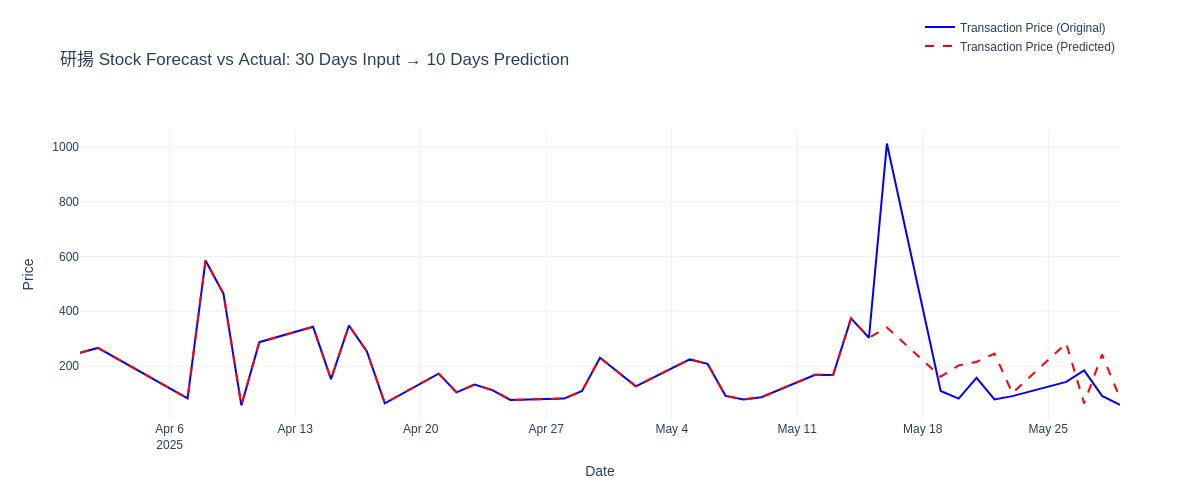 Transaction Price (Original)
Transaction Price (Predicted)
研揚 Stock Forecast vs Actual: 30 Days Input → 10 Days Prediction
1000
800
600
400
200
Price
Apr 6
2025
Apr 13
Apr 20
Apr 27
May 4
May 11
May 18
May 25
Date